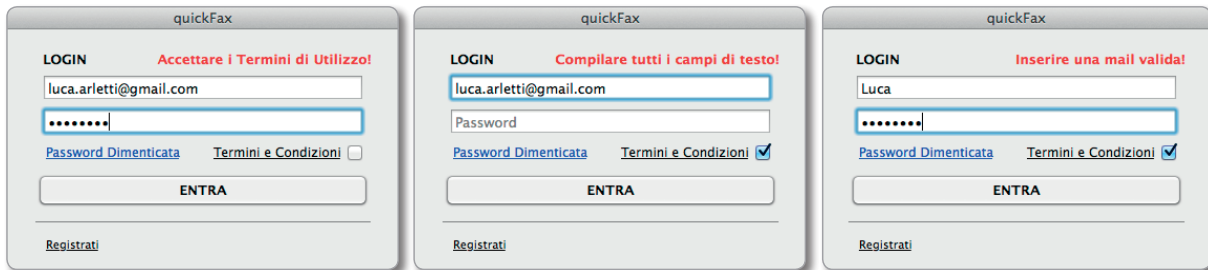 quickFax
LOGIN Accettare i Termini di Utilizzo!
luca.arletti@gmail.com
••••••••
Password Dimenticata Termini e Condizioni
ENTRA
Registrati
quickFax
LOGIN Compilare tutti i campi di testo!
luca.arletti@gmail.com
Password
Password Dimenticata Termini e Condizioni
ENTRA
Registrati
quickFax
LOGIN Inserire una mail valida!
Luca
••••••••
Password Dimenticata Termini e Condizioni
ENTRA
Registrati